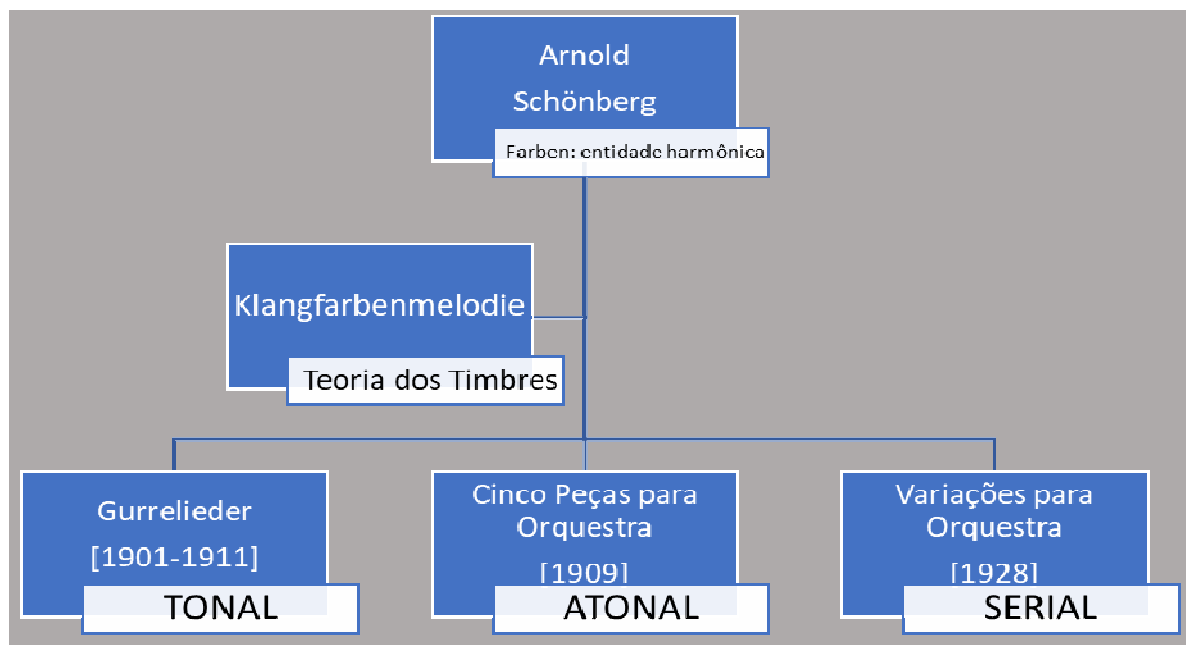 Arnold
Schönberg
Farben: entidade harmônica
Klangfarbenmelodie
Teoria dos Timbres
Gurrelieder
[1901-1911]
TONAL
Cinco Peças para
Orquestra
[1909]
ATONAL
Variações para
Orquestra
[1928]
SERIAL